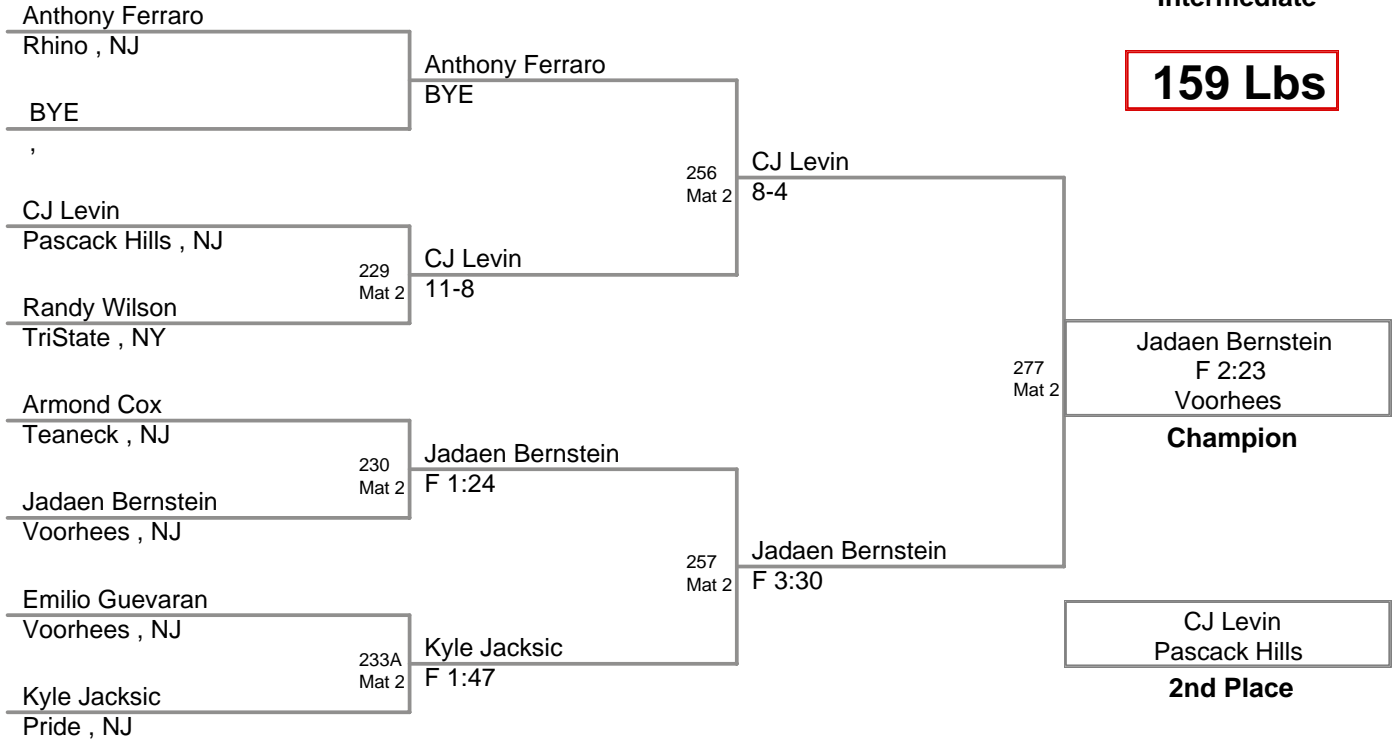 Intermediate
159 Lbs
Anthony Ferraro
Rhino , NJ
BYE
,
CJ Levin
Pascack Hills , NJ
Randy Wilson
TriState , NY
Armond Cox
Teaneck , NJ
Jadaen Bernstein
Voorhees , NJ
Emilio Guevaran
Voorhees , NJ
Kyle Jacksic
Pride , NJ
229
Mat 2
230
Mat 2
233A
Mat 2
Anthony Ferraro
BYE
CJ Levin
11-8
Jadaen Bernstein
F 1:24
Kyle Jacksic
F 1:47
256
Mat 2
257
Mat 2
CJ Levin
8-4
Jadaen Bernstein
F 3:30
277
Mat 2
Jadaen Bernstein
F 2:23
Voorhees
Champion
CJ Levin
Pascack Hills
2nd Place